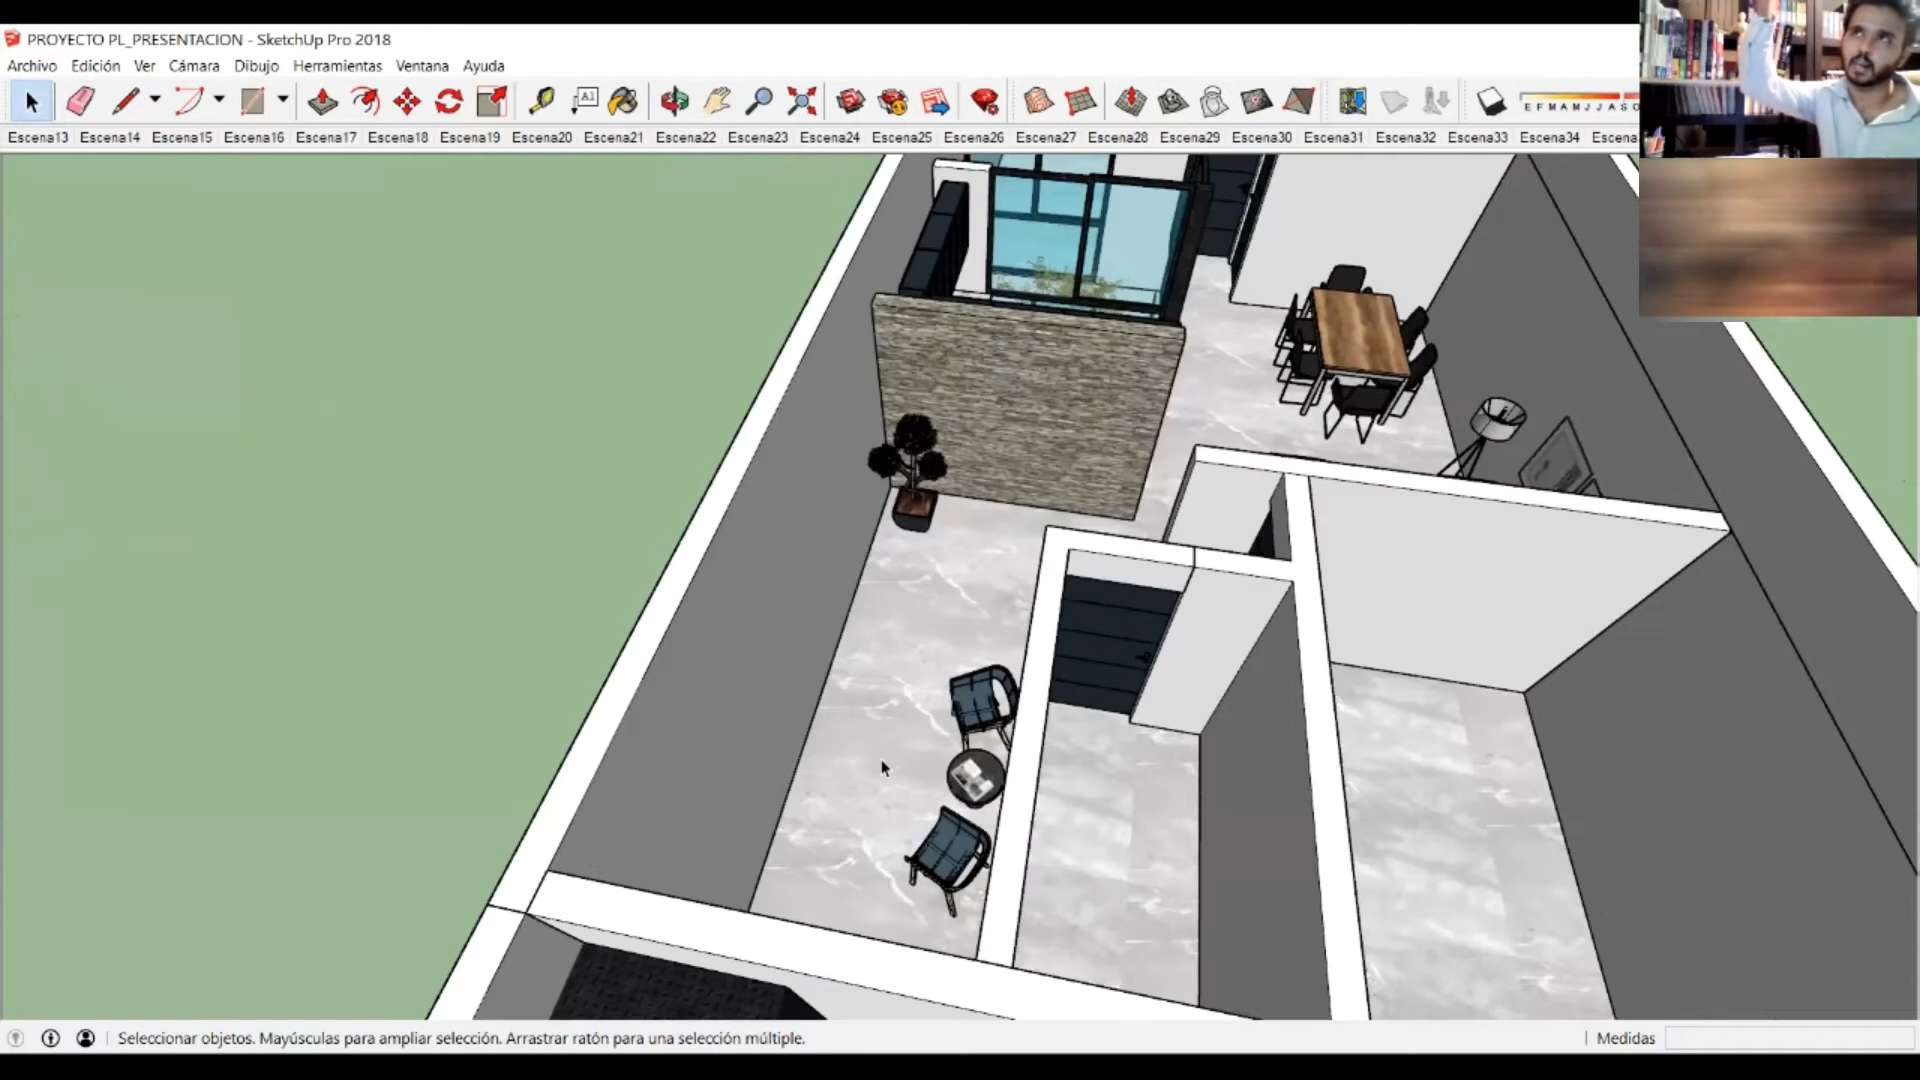 PROYECTO PL_PRESENTACION - SketchUp Pro 2018
Archivo Edición Ver Cámara Dibujo Herramientas Ventana Ayuda
A1
E F M A M J J A S O
Escena13 Escena14 Escena15 Escena16 Escena17 Escena18 Escena19 Escena20 Escena21 Escena22 Escena23 Escena24 Escena25 Escena26 Escena27 Escena28 Escena29 Escena30 Escena31 Escena32 Escena33 Escena34 Escena
Seleccionar objetos. Mayúsculas para ampliar selección. Arrastrar ratón para una selección múltiple.
Medidas